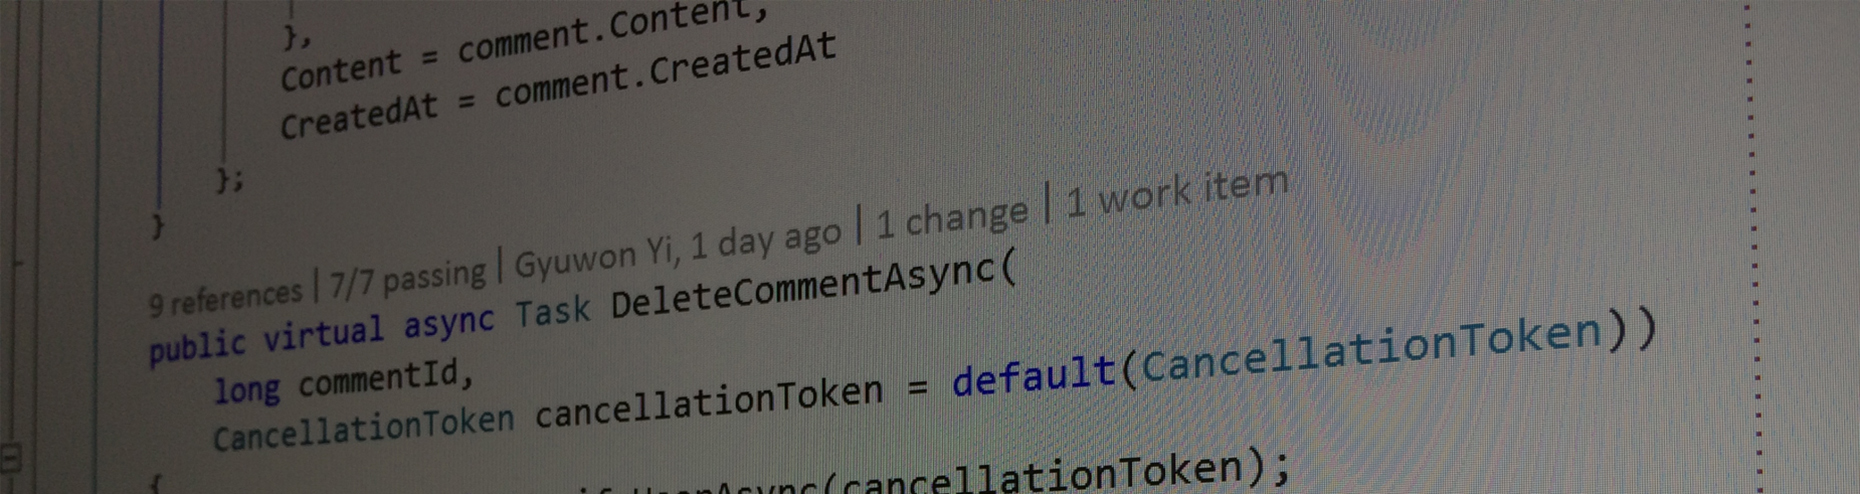 },
Content = comment.Content,
CreatedAt = comment.CreatedAt
};
}
9 references | 7/7 passing | Gyuwon Yi, 1 day ago | 1 change | 1 work item
public virtual async Task DeleteCommentAsync(
long commentId,
CancellationToken cancellationToken = default(CancellationToken))
{
(cancellationToken);